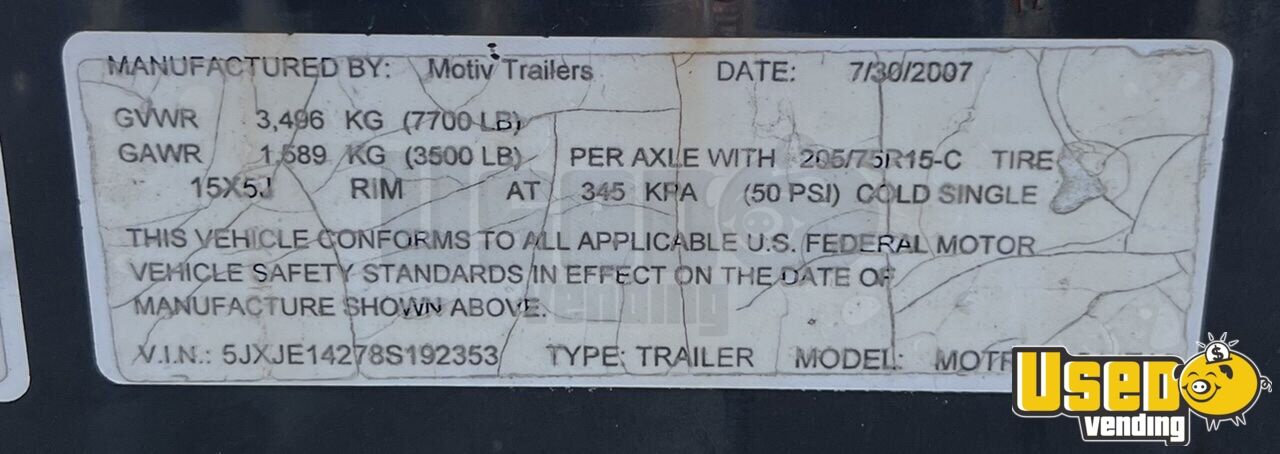 MANUFACTURED BY: Motiv Trailers DATE: 7/30/2007
GVWR 3,496 KG (7700 LB)
GAWR 1,589 KG (3500 LB) PER AXLE WITH 205/75R15-C TIRE
15X5J RIM AT 345 KPA (50 PSI) COLD SINGLE
THIS VEHICLE CONFORMS TO ALL APPLICABLE U.S. FEDERAL MOTOR
VEHICLE SAFETY STANDARDS IN EFFECT ON THE DATE OF
MANUFACTURE SHOWN ABOVE.
V.I.N.: 5JXJE14278S192353 TYPE: TRAILER MODEL:
USED
vending